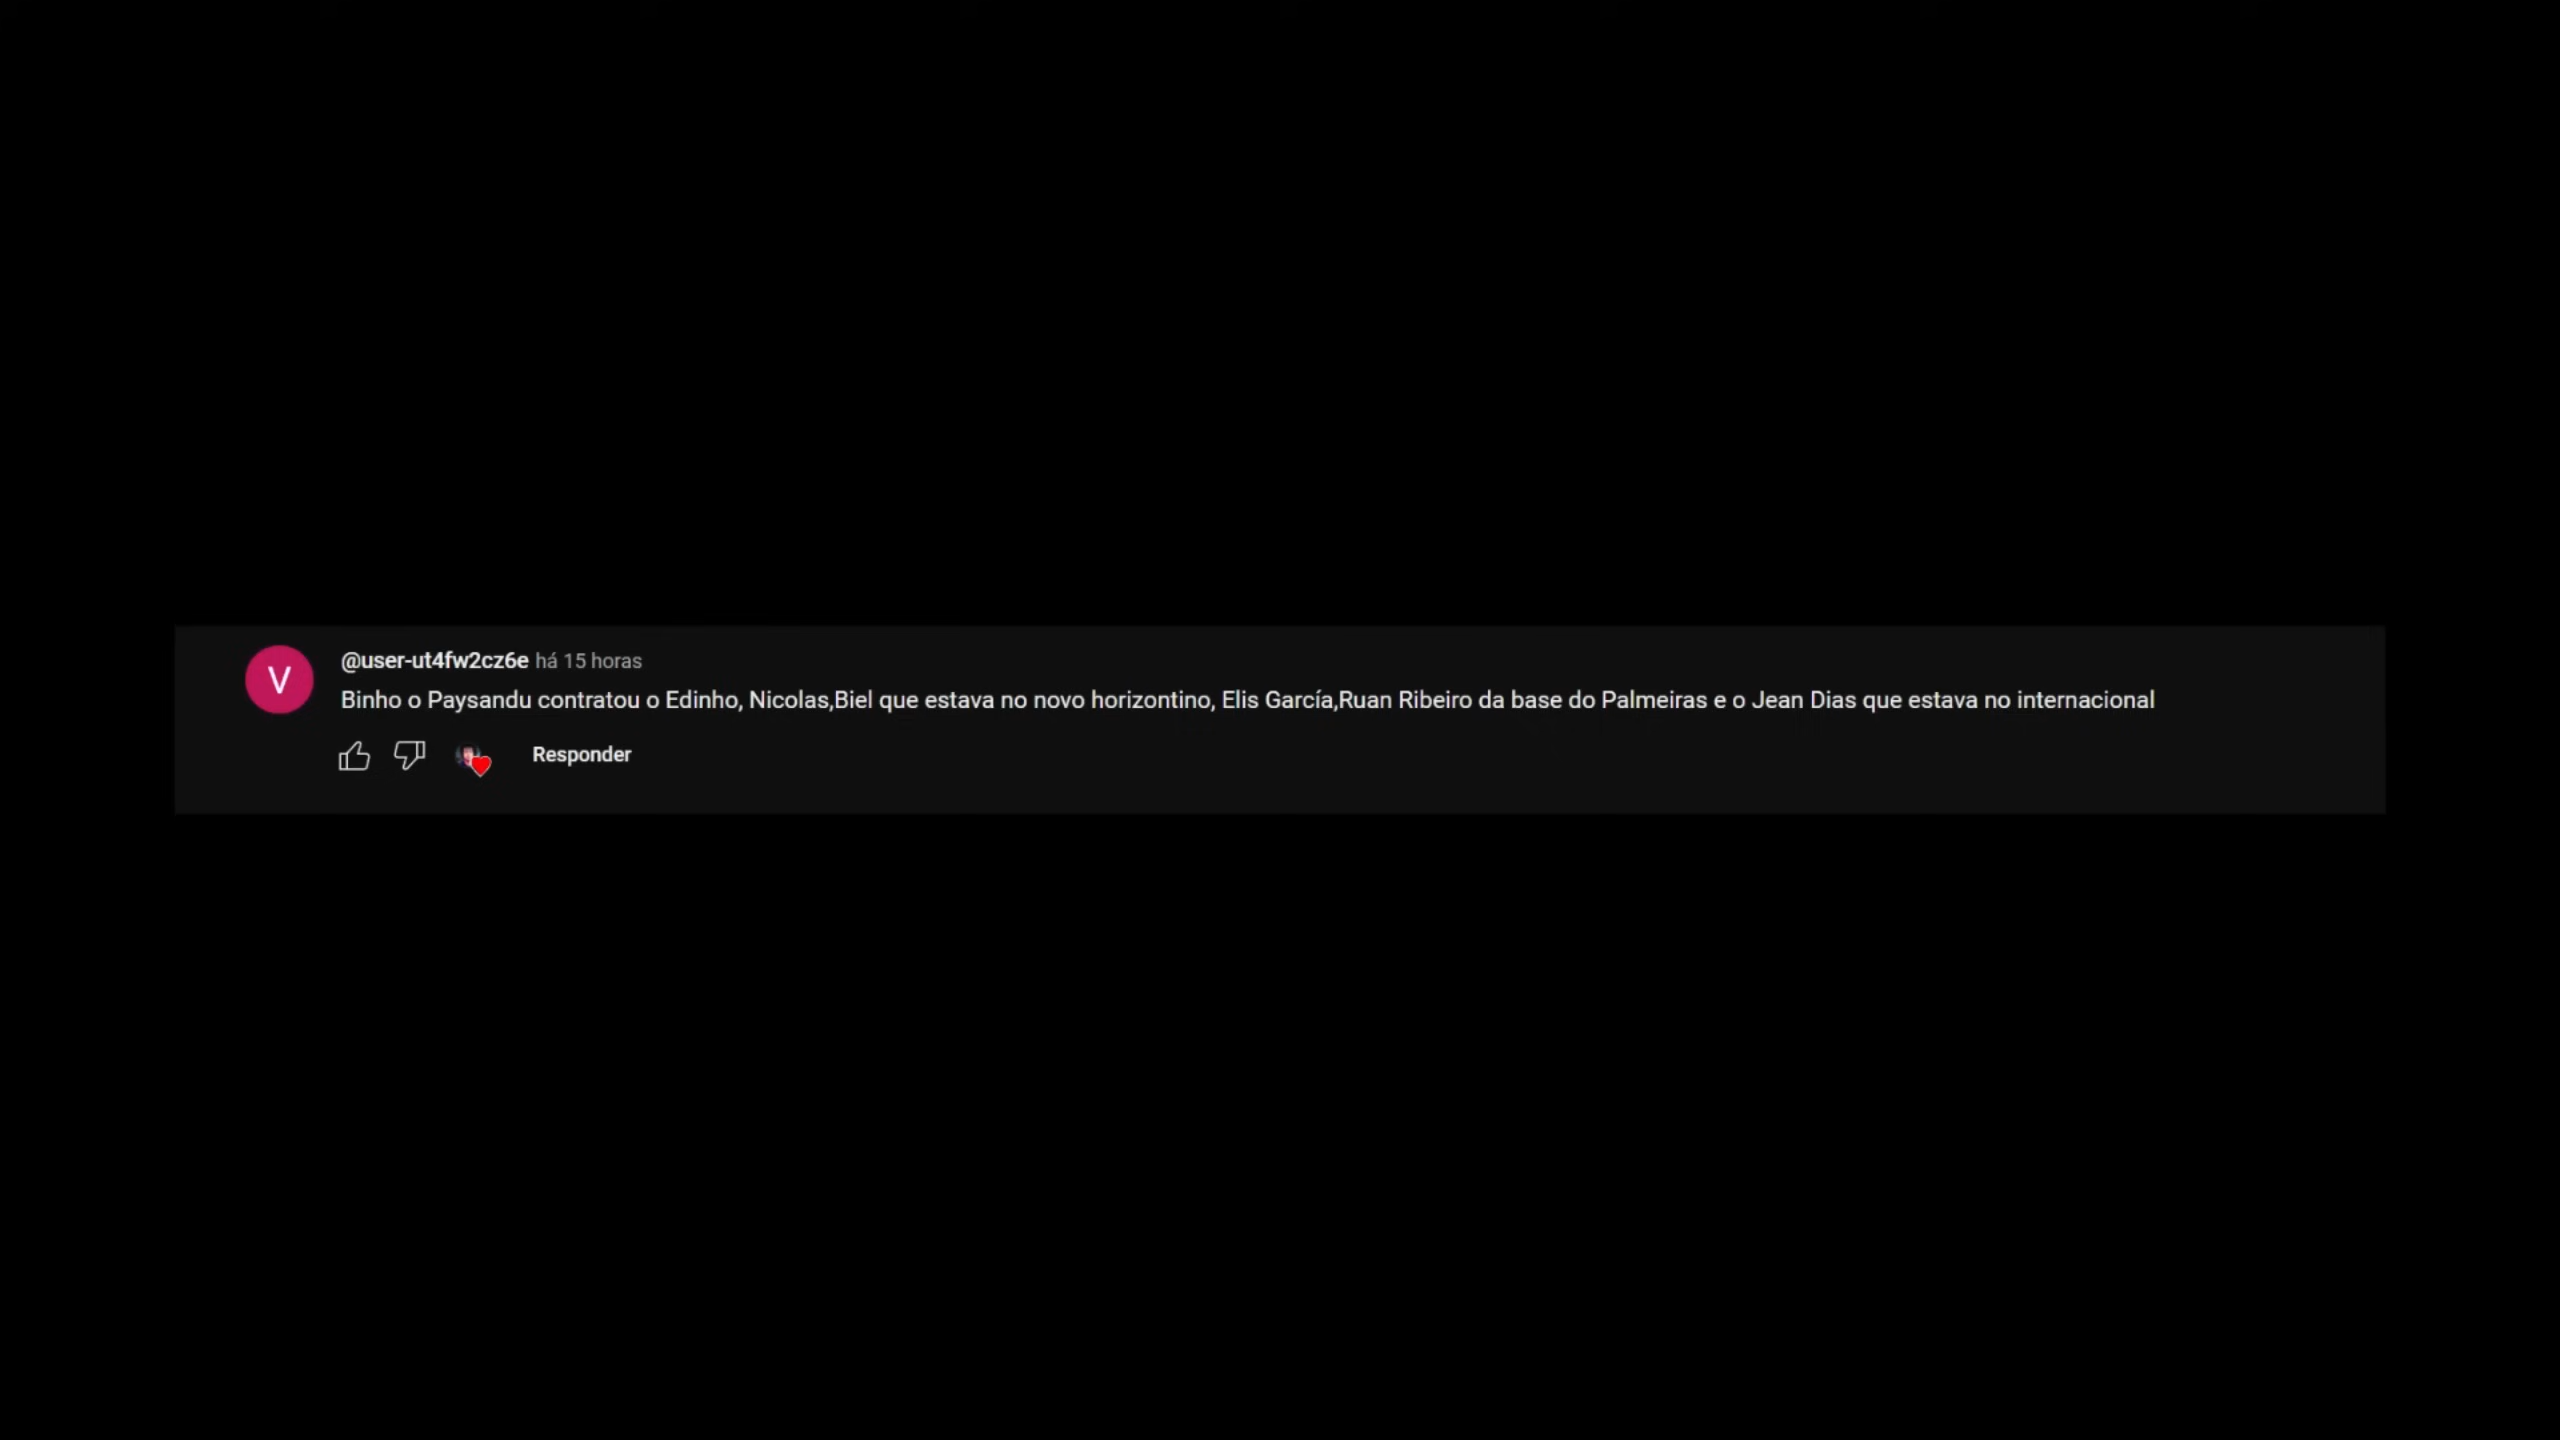 V
@user-ut4fw2cz6e há 15 horas
Binho o Paysandu contratou o Edinho, Nicolas,Biel que estava no novo horizontino, Elis García,Ruan Ribeiro da base do Palmeiras e o Jean Dias que estava no internacional
Responder